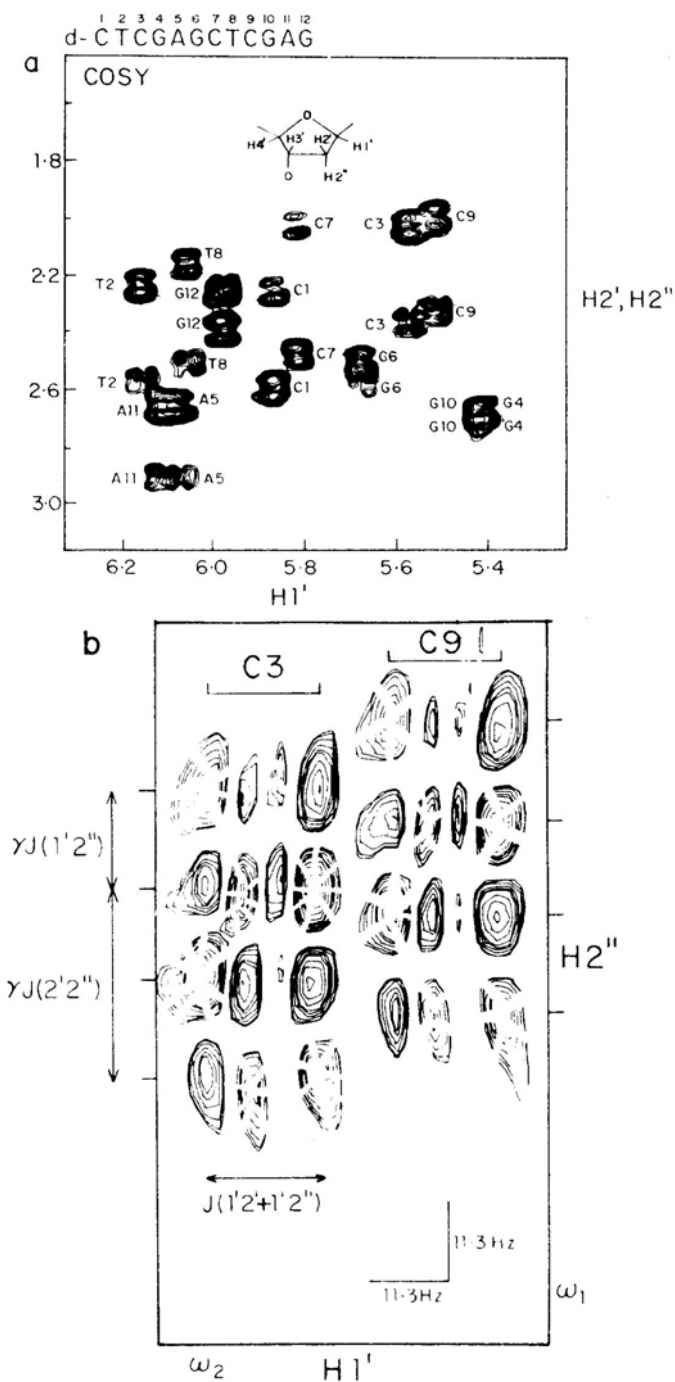 1 2 3 4 5 6 7 8 9 10 11 12
d-CTCGAGCTCGAG
a
COSY
O
H4' H3' H2' H1'
O H2"
1·8
2·2
2·6
3·0
C7
C3 C9
T8
T2
G12 C1
G12
C3 C9
C7
T8 G6
T2 C1 G6
A11 A5
G10 G4
G10 G4
A11 A5
H2', H2"
6·2 6·0 5·8 5·6 5·4
H1'
b
C3 C9
γJ(1'2")
γJ(2'2")
H2"
J(1'2'+1'2")
11·3Hz
11·3Hz
ω1
ω2 H1'